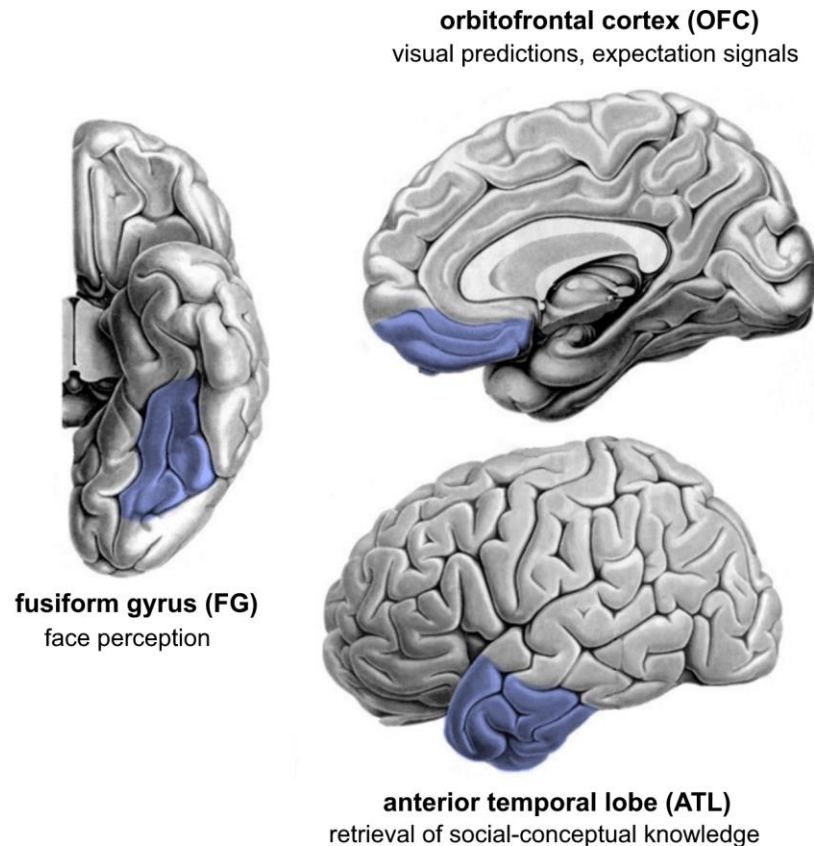 orbitofrontal cortex (OFC)
visual predictions, expectation signals
fusiform gyrus (FG)
face perception
anterior temporal lobe (ATL)
retrieval of social-conceptual knowledge